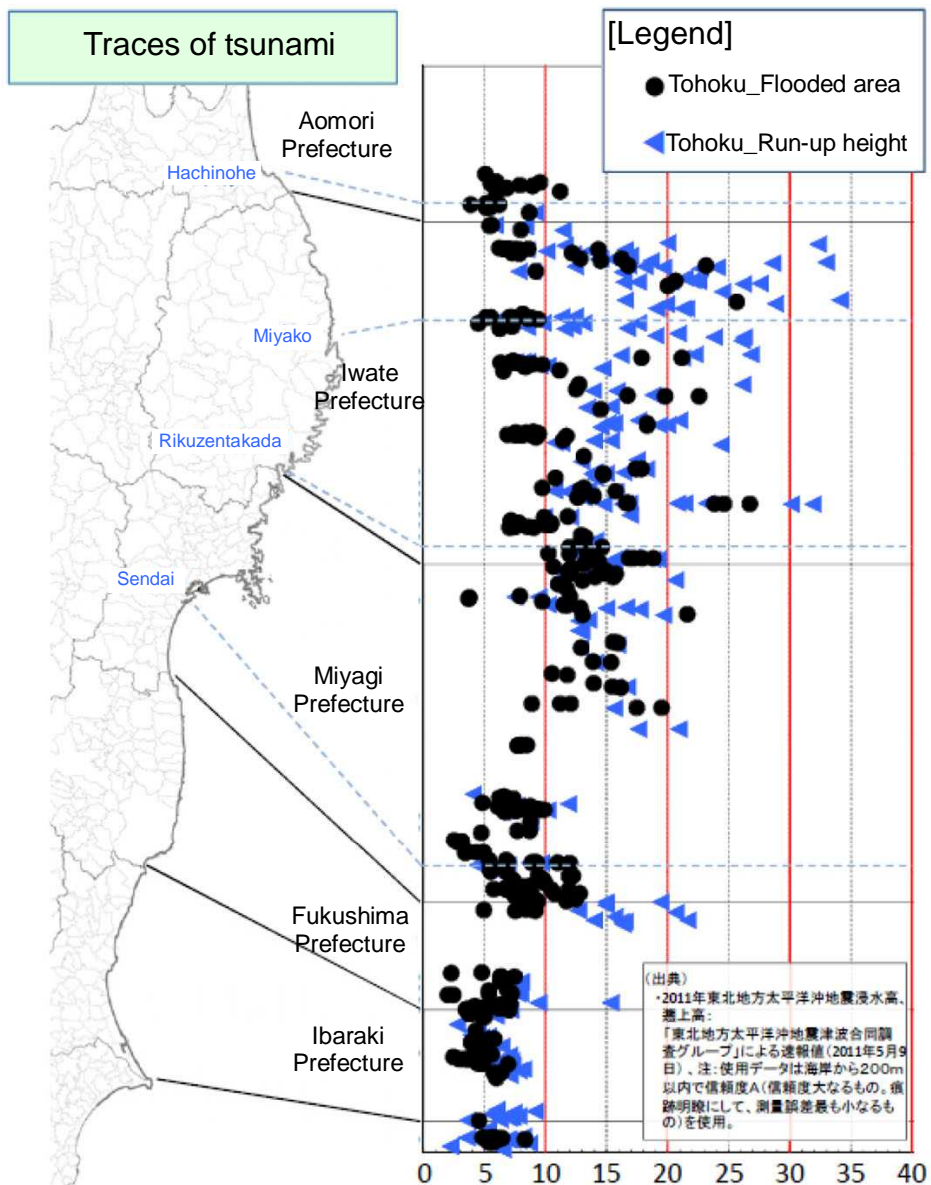 Traces of tsunami
[Legend]
Tohoku_Flooded area
Tohoku_Run-up height
Aomori
Prefecture
Hachinohe
Miyako
Iwate
Prefecture
Rikuzentakada
Sendai
Miyagi
Prefecture
Fukushima
Prefecture
Ibaraki
Prefecture
(出典)
・2011年東北地方太平洋沖地震浸水高、
遡上高:
「東北地方太平洋沖地震津波合同調
査グループ」による速報値(2011年5月9
日)、注:使用データは海岸から200m
以内で信頼度A(信頼度大なるもの。痕
跡明瞭にして、測量誤差最も小なるも
の)を使用。
0 5 10 15 20 25 30 35 40